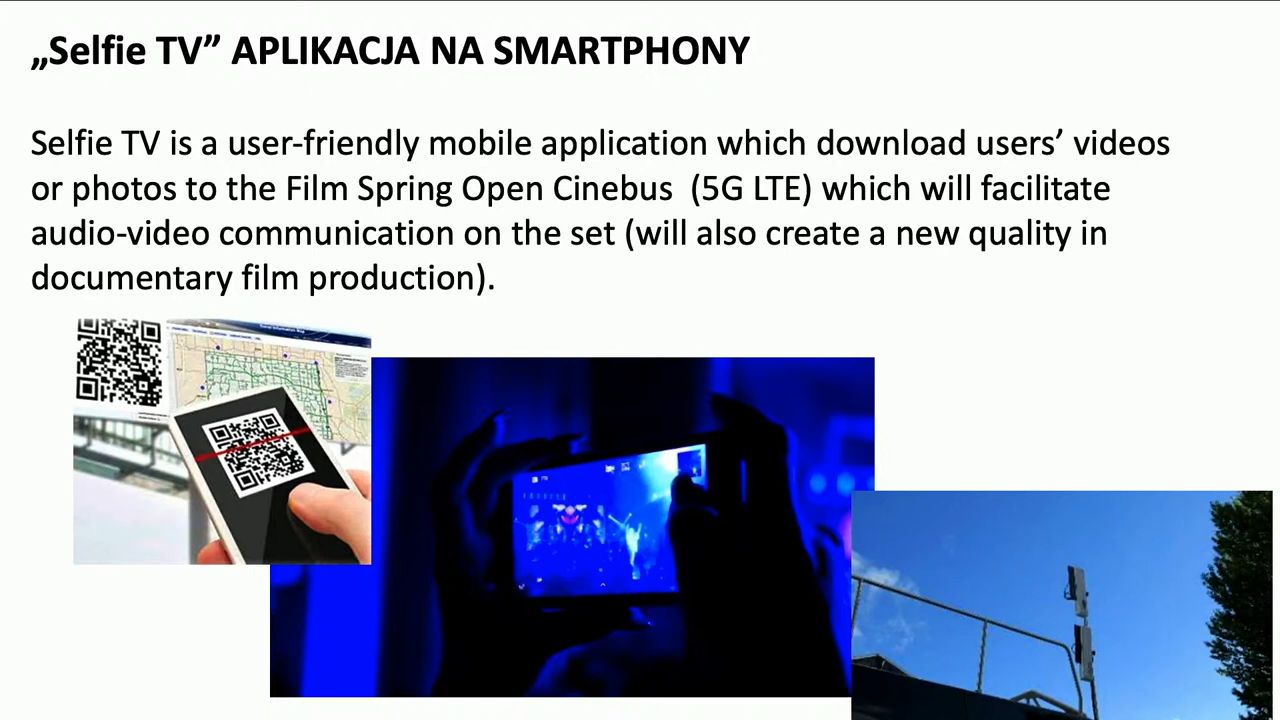 „Selfie TV” APLIKACJA NA SMARTPHONY
Selfie TV is a user-friendly mobile application which download users’ videos
or photos to the Film Spring Open Cinebus (5G LTE) which will facilitate
audio-video communication on the set (will also create a new quality in
documentary film production).